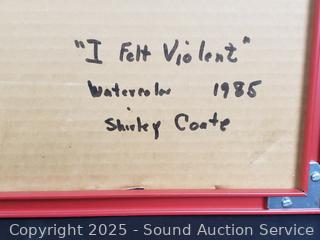 "I Felt Violent"
Watercolor 1985
Shirley Coate
Copyright 2025 - Sound Auction Service